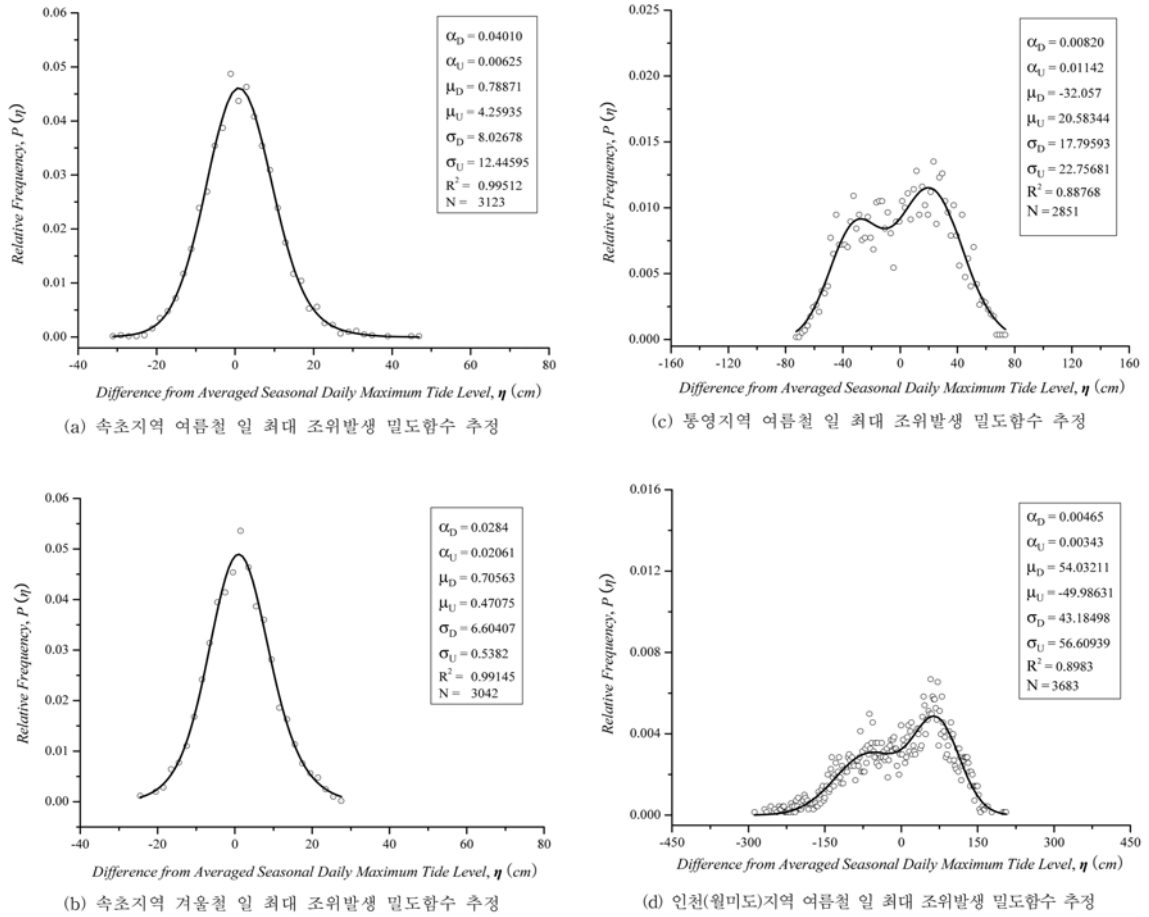 0.06
0.05
0.04
0.03
0.02
0.01
0.00
-40
-20
0
20
40
60
80
Relative Frequency, P (η)
αD = 0.04010
αU = 0.00625
μD = 0.78871
μU = 4.25935
σD = 8.02678
σU = 12.44595
R² = 0.99512
N = 3123
Difference from Averaged Seasonal Daily Maximum Tide Level, η (cm)
(a) 속초지역 여름철 일 최대 조위발생 밀도함수 추정
0.025
0.020
0.015
0.010
0.005
0.000
-160
-120
-80
-40
0
40
80
120
160
Relative Frequency, P (η)
αD = 0.00820
αU = 0.01142
μD = -32.057
μU = 20.58344
σD = 17.79593
σU = 22.75681
R² = 0.88768
N = 2851
Difference from Averaged Seasonal Daily Maximum Tide Level, η (cm)
(c) 통영지역 여름철 일 최대 조위발생 밀도함수 추정
0.06
0.05
0.04
0.03
0.02
0.01
0.00
-40
-20
0
20
40
60
80
Relative Frequency, P (η)
αD = 0.0284
αU = 0.02061
μD = 0.70563
μU = 0.47075
σD = 6.60407
σU = 0.5382
R² = 0.99145
N = 3042
Difference from Averaged Seasonal Daily Maximum Tide Level, η (cm)
(b) 속초지역 겨울철 일 최대 조위발생 밀도함수 추정
0.016
0.012
0.008
0.004
0.000
-450
-300
-150
0
150
300
450
Relative Frequency, P (η)
αD = 0.00465
αU = 0.00343
μD = 54.03211
μU = -49.98631
σD = 43.18498
σU = 56.60939
R² = 0.8983
N = 3683
Difference from Averaged Seasonal Daily Maximum Tide Level, η (cm)
(d) 인천(월미도)지역 여름철 일 최대 조위발생 밀도함수 추정